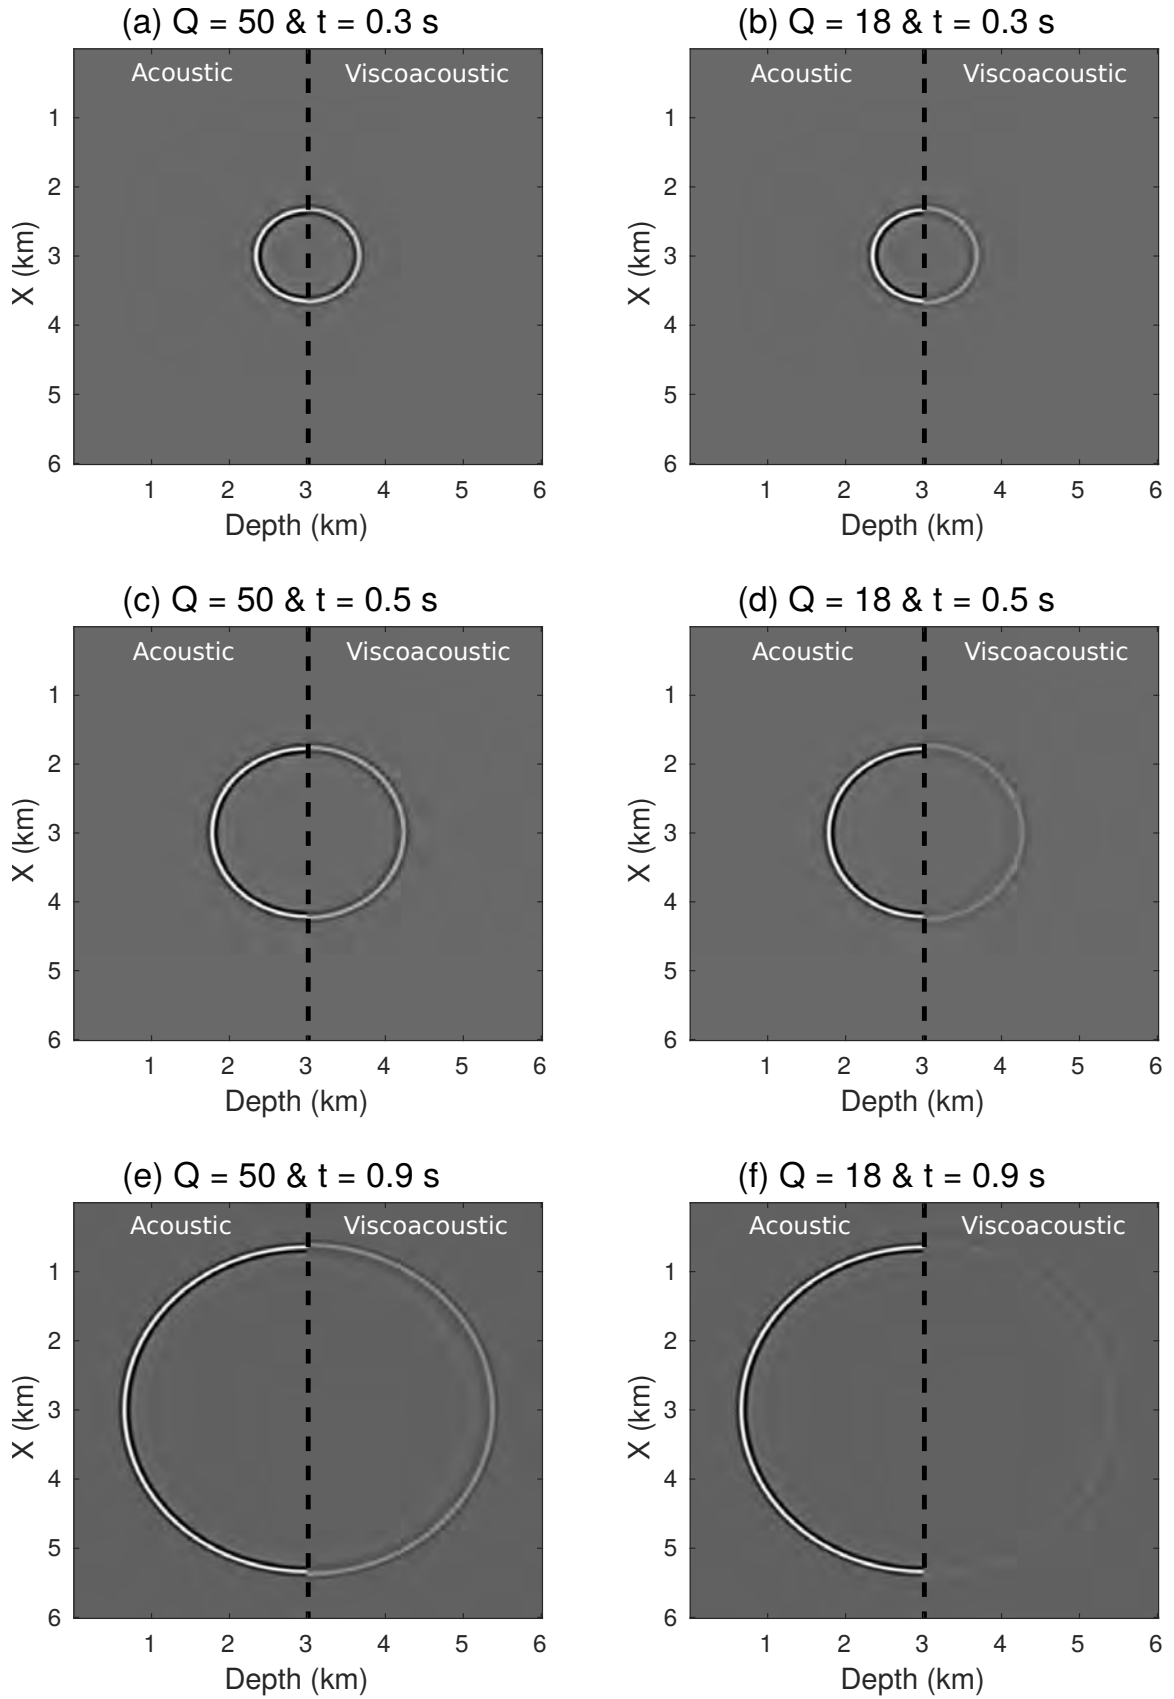 (a) Q = 50 & t = 0.3 s
Acoustic Viscoacoustic
X (km)
1
2
3
4
5
6
1 2 3 4 5 6
Depth (km)
(b) Q = 18 & t = 0.3 s
Acoustic Viscoacoustic
X (km)
1
2
3
4
5
6
1 2 3 4 5 6
Depth (km)
(c) Q = 50 & t = 0.5 s
Acoustic Viscoacoustic
X (km)
1
2
3
4
5
6
1 2 3 4 5 6
Depth (km)
(d) Q = 18 & t = 0.5 s
Acoustic Viscoacoustic
X (km)
1
2
3
4
5
6
1 2 3 4 5 6
Depth (km)
(e) Q = 50 & t = 0.9 s
Acoustic Viscoacoustic
X (km)
1
2
3
4
5
6
1 2 3 4 5 6
Depth (km)
(f) Q = 18 & t = 0.9 s
Acoustic Viscoacoustic
X (km)
1
2
3
4
5
6
1 2 3 4 5 6
Depth (km)